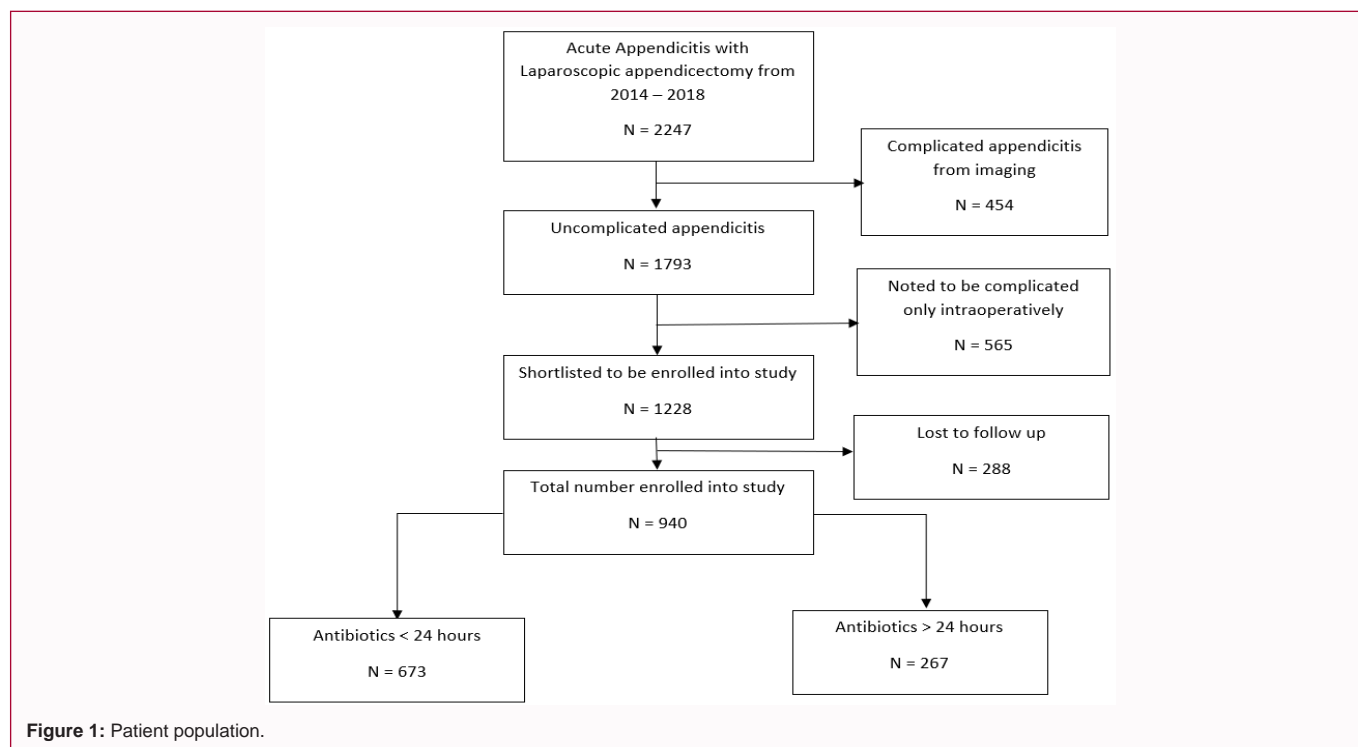 Acute Appendicitis with
Laparoscopic appendicectomy from
2014 – 2018
N = 2247
Complicated appendicitis
from imaging
N = 454
Uncomplicated appendicitis
N = 1793
Noted to be complicated
only intraoperatively
N = 565
Shortlisted to be enrolled into study
N = 1228
Lost to follow up
N = 288
Total number enrolled into study
N = 940
Antibiotics < 24 hours
N = 673
Antibiotics > 24 hours
N = 267
Figure 1: Patient population.